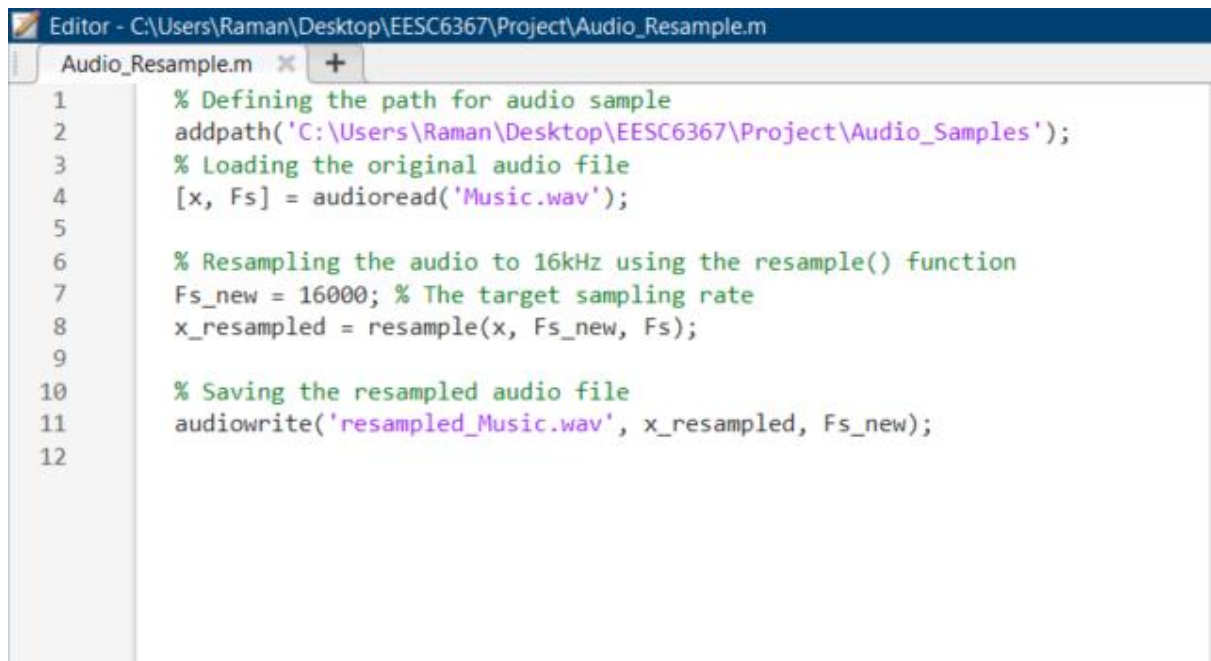 Editor - C:\Users\Raman\Desktop\EESC6367\Project\Audio_Resample.m
Audio_Resample.m × +
1 % Defining the path for audio sample
2 addpath('C:\Users\Raman\Desktop\EESC6367\Project\Audio_Samples');
3 % Loading the original audio file
4 [x, Fs] = audioread('Music.wav');
5
6 % Resampling the audio to 16kHz using the resample() function
7 Fs_new = 16000; % The target sampling rate
8 x_resampled = resample(x, Fs_new, Fs);
9
10 % Saving the resampled audio file
11 audiowrite('resampled_Music.wav', x_resampled, Fs_new);
12